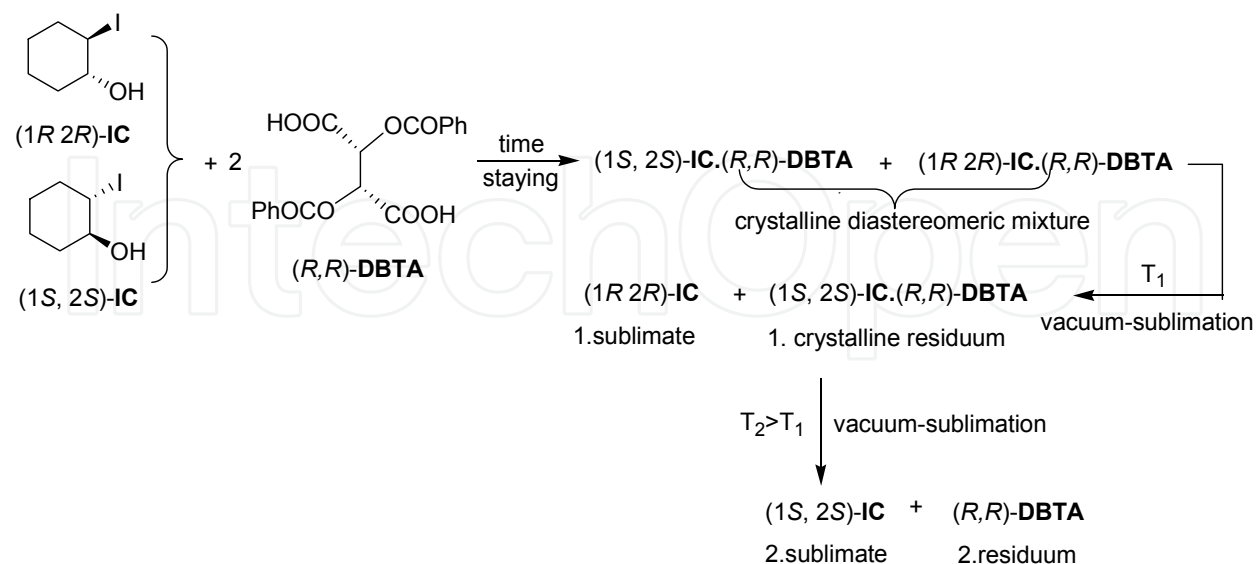 I
OH
(1R 2R)-IC
I
OH
(1S, 2S)-IC
+ 2
HOOC
OCOPh
PhOCO
COOH
(R,R)-DBTA
time
staying
(1S, 2S)-IC.(R,R)-DBTA + (1R 2R)-IC.(R,R)-DBTA
crystalline diastereomeric mixture
T1
vacuum-sublimation
(1R 2R)-IC + (1S, 2S)-IC.(R,R)-DBTA
1.sublimate 1. crystalline residuum
T2>T1 vacuum-sublimation
(1S, 2S)-IC + (R,R)-DBTA
2.sublimate 2.residuum
IntechOpen